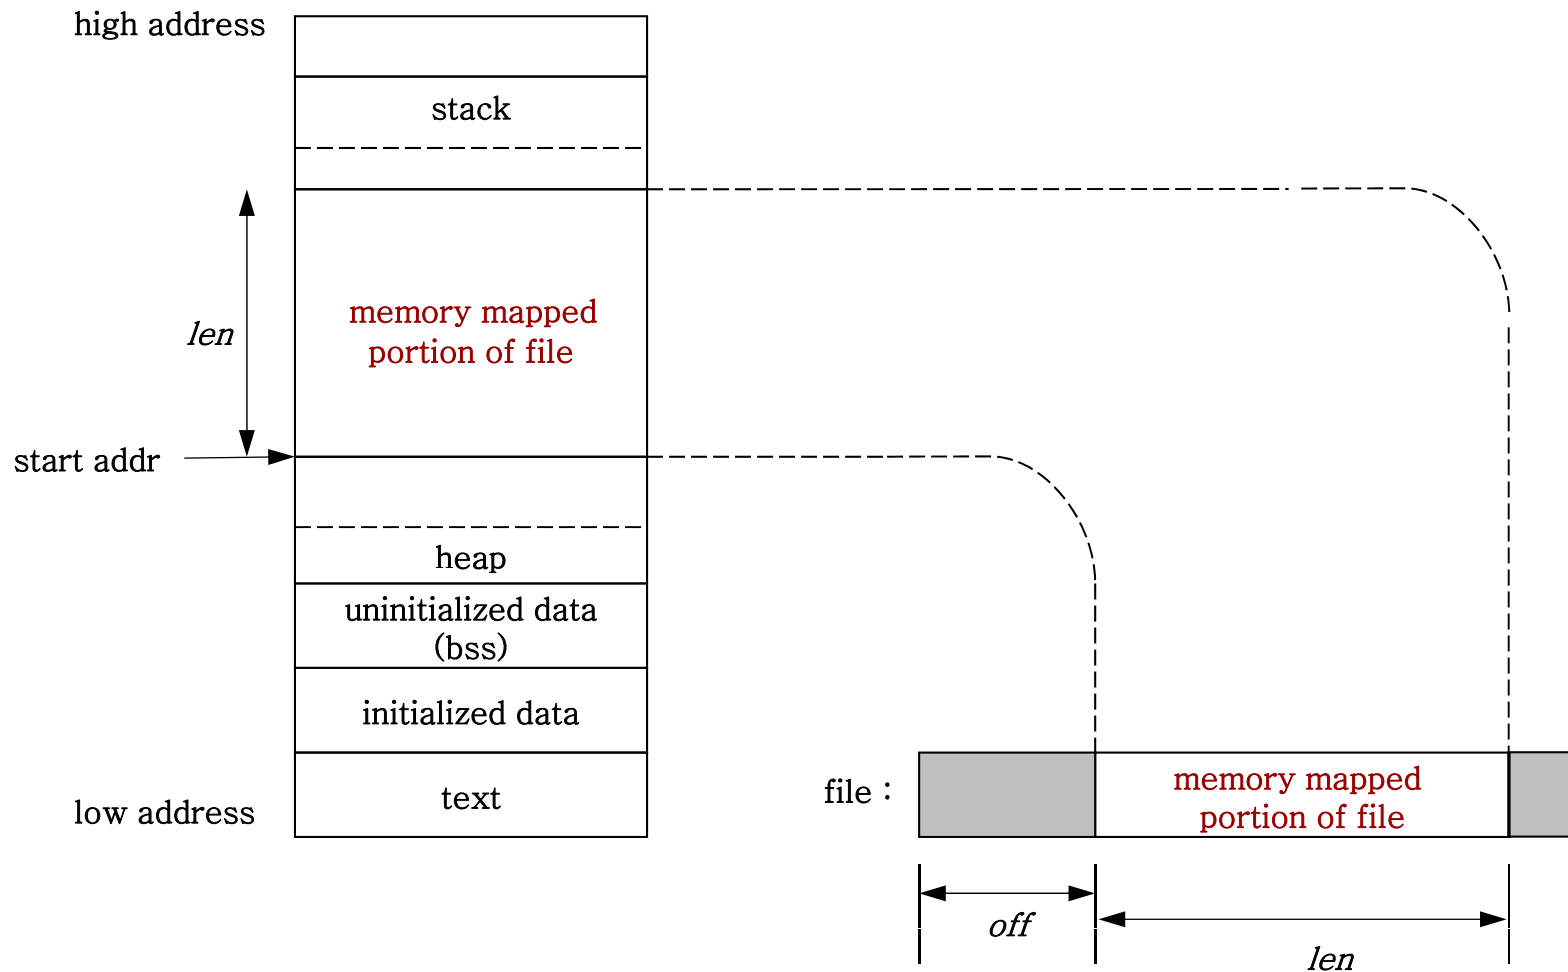 high address
stack
memory mapped
portion of file
len
start addr
heap
uninitialized data
(bss)
initialized data
text
low address
file :
memory mapped
portion of file
off
len